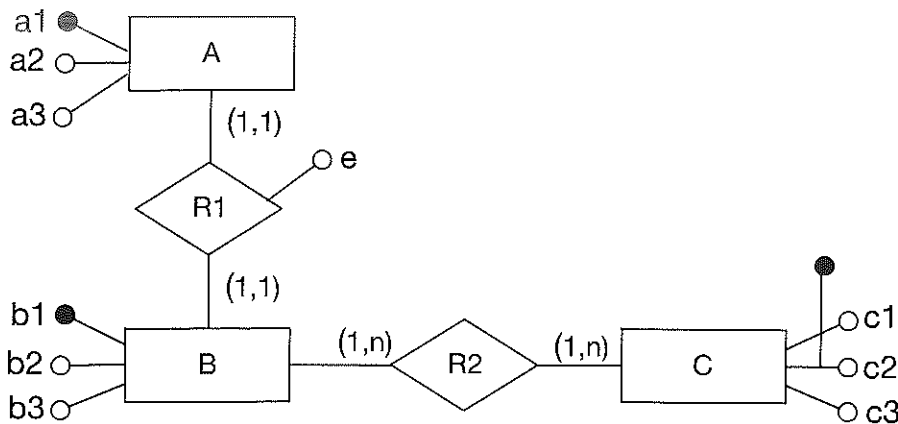 a1
A
a2
a3
(1,1)
e
R1
(1,1)
b1
b2
B
(1,n)
R2
(1,n)
C
c1
c2
b3
c3